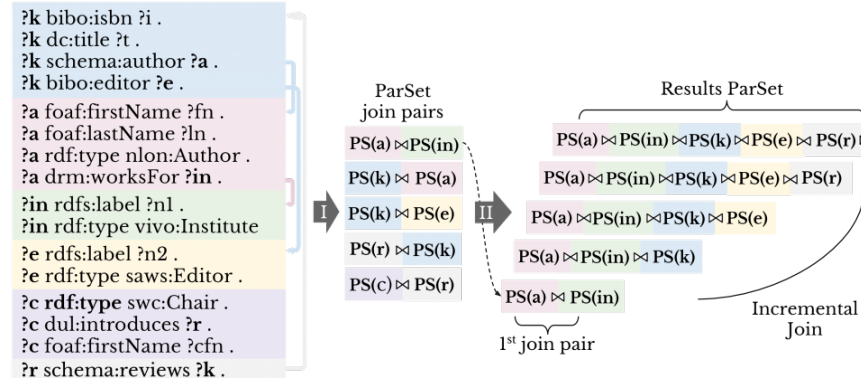 ?k bibo:isbn ?i .
?k dc:title ?t .
?k schema:author ?a .
?k bibo:editor ?e .
?a foaf:firstName ?fn .
?a foaf:lastName ?ln .
?a rdf:type nlon:Author .
?a drm:worksFor ?in .
?in rdfs:label ?n1 .
?in rdf:type vivo:Institute
?e rdfs:label ?n2 .
?e rdf:type saws:Editor .
?c rdf:type swc:Chair .
?c dul:introduces ?r .
?c foaf:firstName ?cfn .
?r schema:reviews ?k .
I
ParSet
join pairs
PS(a) ⋈ PS(in)
PS(k) ⋈ PS(a)
PS(k) ⋈ PS(e)
PS(r) ⋈ PS(k)
PS(c) ⋈ PS(r)
II
Results ParSet
PS(a) ⋈ PS(in) ⋈ PS(k) ⋈ PS(e) ⋈ PS(r) ⋈
PS(a) ⋈ PS(in) ⋈ PS(k) ⋈ PS(e) ⋈ PS(r)
PS(a) ⋈ PS(in) ⋈ PS(k) ⋈ PS(e)
PS(a) ⋈ PS(in) ⋈ PS(k)
PS(a) ⋈ PS(in)
1st join pair
Incremental
Join